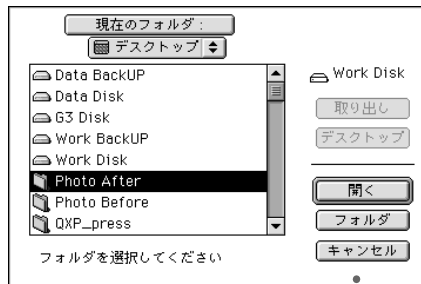 現在のフォルダ：
デスクトップ
Data BackUP
Data Disk
G3 Disk
Work BackUP
Work Disk
Photo After
Photo Before
QXP_press
フォルダを選択してください
Work Disk
取り出し
デスクトップ
開く
フォルダ
キャンセル